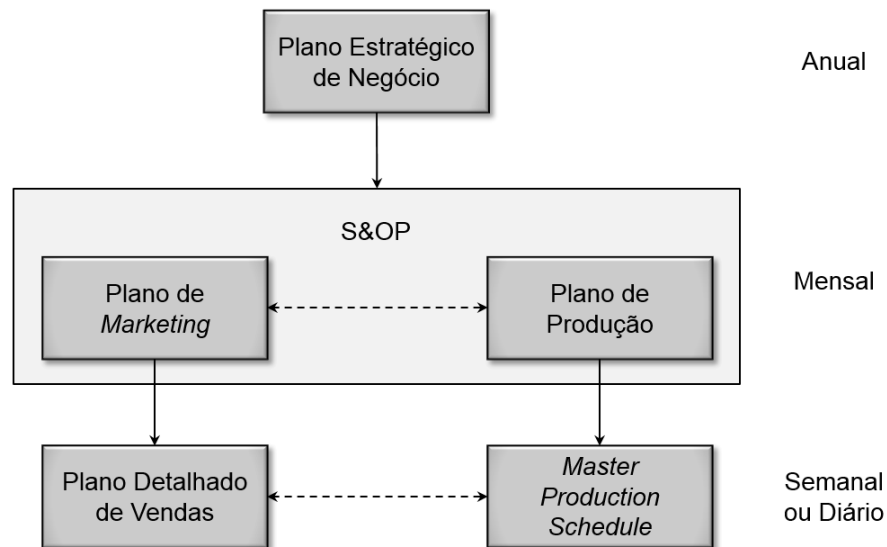 Plano Estratégico
de Negócio
Anual
S&OP
Plano de
Marketing
Plano de
Produção
Mensal
Plano Detalhado
de Vendas
Master
Production
Schedule
Semanal
ou Diário